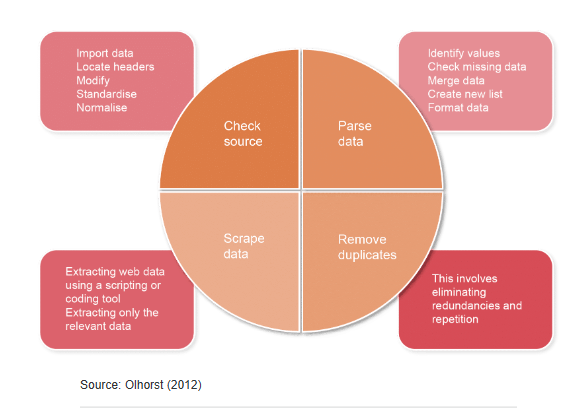 Import data
Locate headers
Modify
Standardise
Normalise
Identify values
Check missing data
Merge data
Create new list
Format data
Check
source
Parse
data
Scrape
data
Remove
duplicates
Extracting web data
using a scripting or
coding tool
Extracting only the
relevant data
This involves
eliminating
redundancies and
repetition
Source: Olhorst (2012)